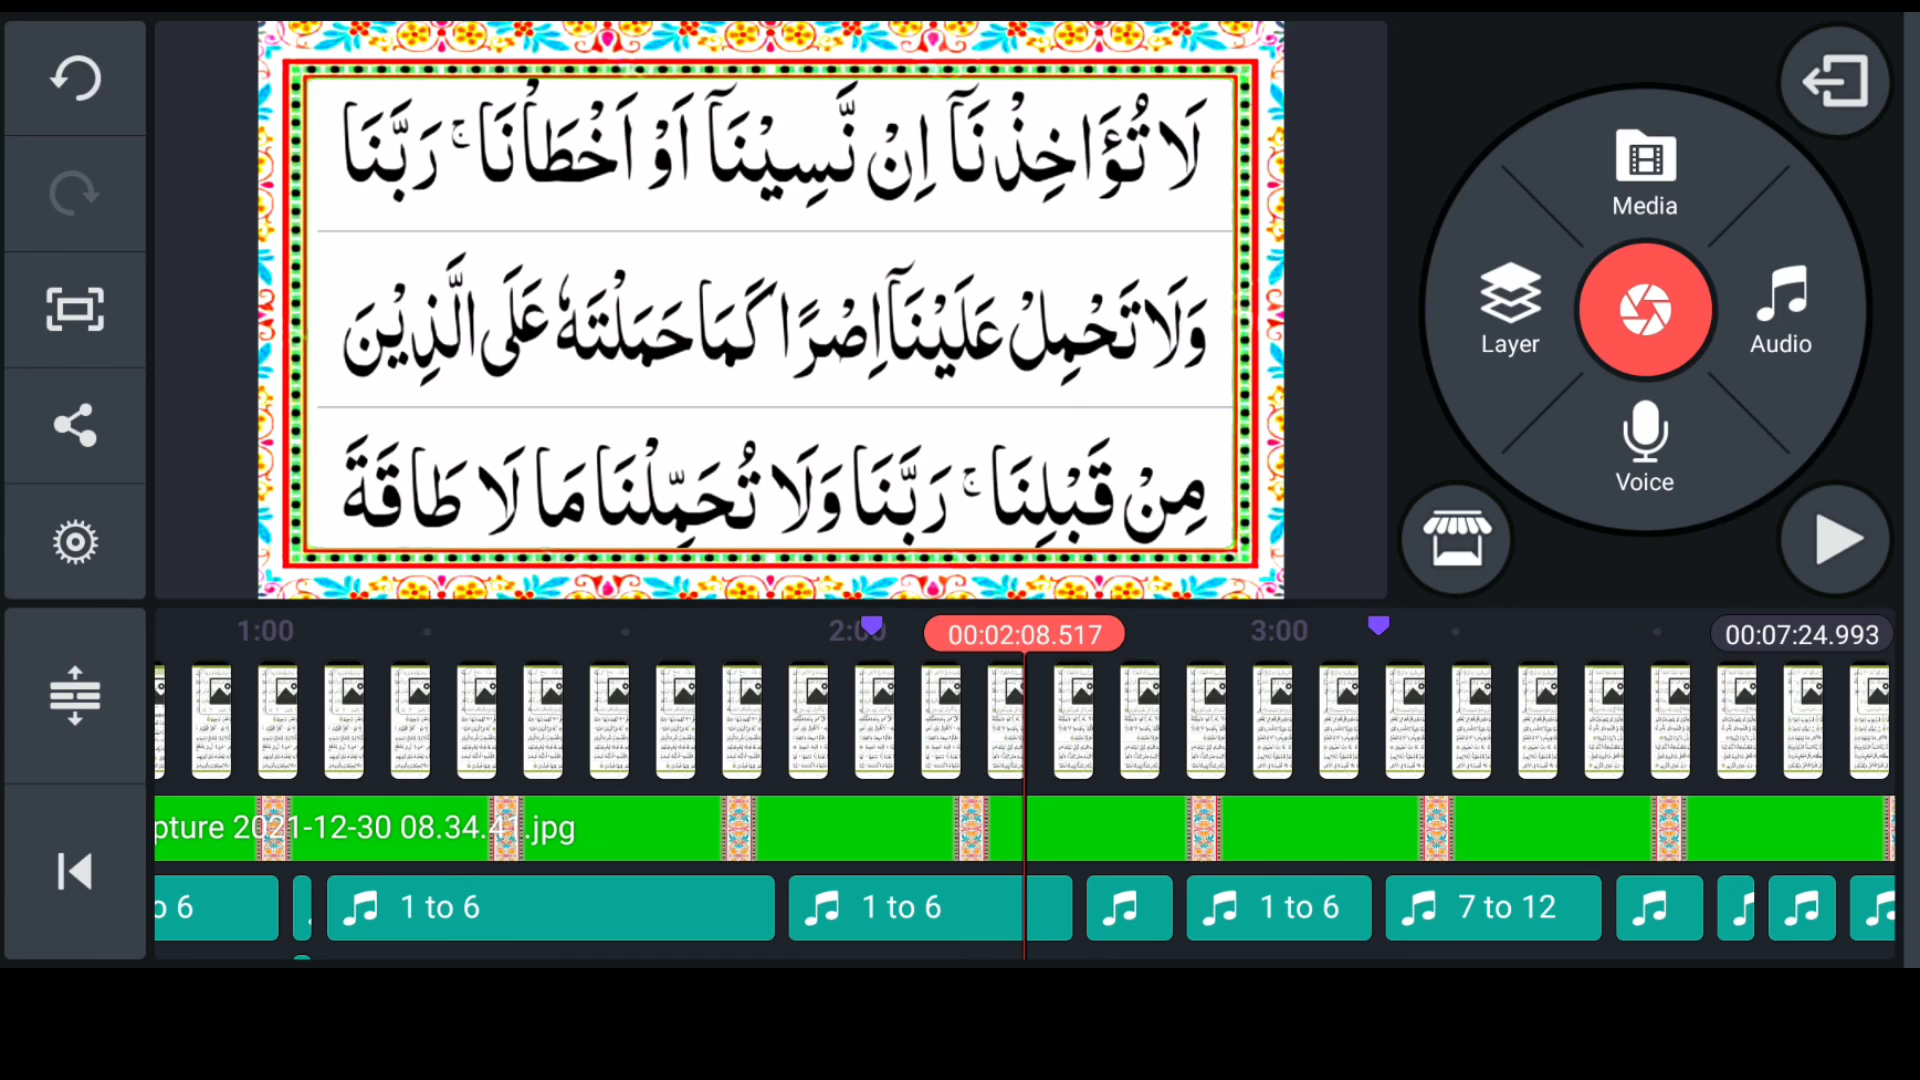 لَا تُؤَاخِذْنَآ اِنْ نَّسِيْنَآ اَوْ اَخْطَاْنَا ۚ رَبَّنَا
وَلَا تَحْمِلْ عَلَيْنَآ اِصْرًا كَمَا حَمَلْتَهٗ عَلَى الَّذِيْنَ
مِنْ قَبْلِنَا ۚ رَبَّنَا وَلَا تُحَمِّلْنَا مَا لَا طَاقَةَ
Media
Layer
Audio
Voice
1:00
2:00
00:02:08.517
3:00
00:07:24.993
pture 2021-12-30 08.34.41.jpg
o 6
1 to 6
1 to 6
1 to 6
7 to 12